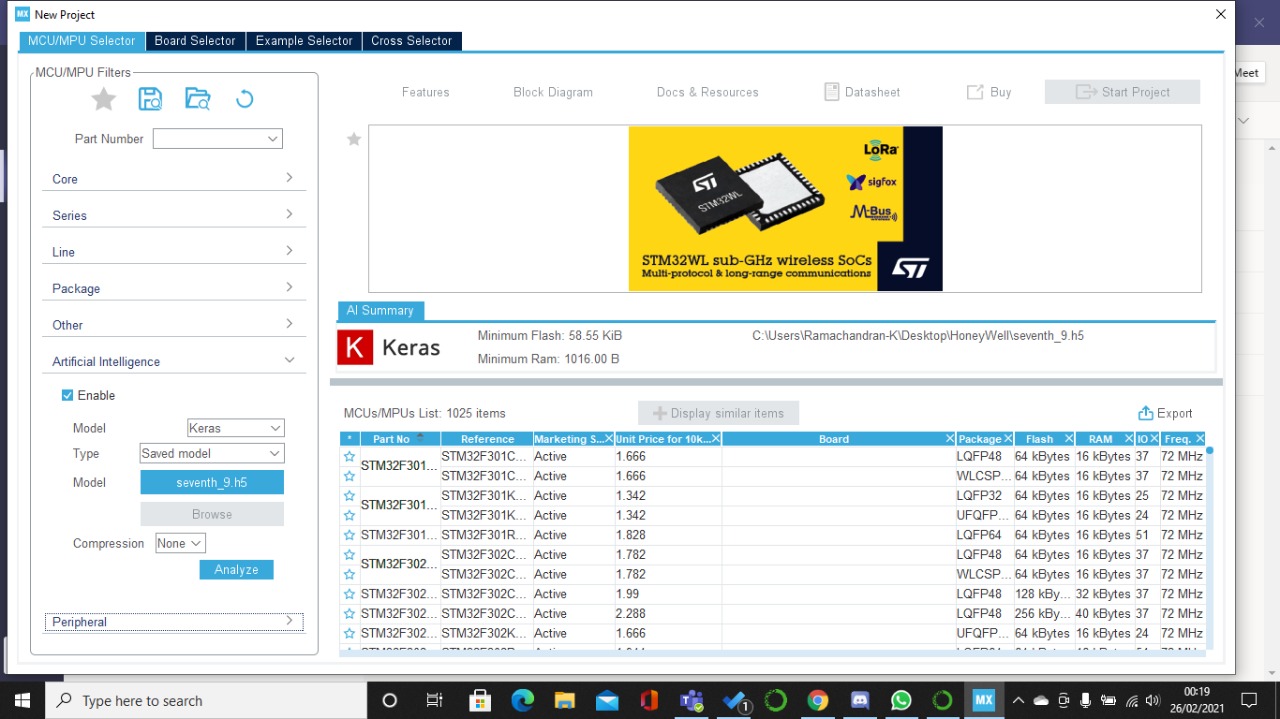 MX New Project
MCU/MPU Selector Board Selector Example Selector Cross Selector
MCU/MPU Filters
Part Number
Core
Series
Line
Package
Other
Artificial Intelligence
Enable
Model Keras
Type Saved model
Model seventh_9.h5
Browse
Compression None
Analyze
Peripheral
Features Block Diagram Docs & Resources Datasheet Buy Start Project
LoRa
sigfox
M-Bus
STM32WL
STM32WL sub-GHz wireless SoCs
Multi-protocol & long-range communications
AI Summary
K Keras
Minimum Flash: 58.55 KiB C:\Users\Ramachandran-K\Desktop\HoneyWell\seventh_9.h5
Minimum Ram: 1016.00 B
MCUs/MPUs List: 1025 items Display similar items Export
* Part No Reference Marketing S... Unit Price for 10k... Board Package Flash RAM IO Freq.
STM32F301... STM32F301C... Active 1.666 LQFP48 64 kBytes 16 kBytes 37 72 MHz
STM32F301C... Active 1.666 WLCSP... 64 kBytes 16 kBytes 37 72 MHz
STM32F301... STM32F301K... Active 1.342 LQFP32 64 kBytes 16 kBytes 25 72 MHz
STM32F301K... Active 1.342 UFQFP... 64 kBytes 16 kBytes 24 72 MHz
STM32F301... STM32F301R... Active 1.828 LQFP64 64 kBytes 16 kBytes 51 72 MHz
STM32F302... STM32F302C... Active 1.782 LQFP48 64 kBytes 16 kBytes 37 72 MHz
STM32F302C... Active 1.782 WLCSP... 64 kBytes 16 kBytes 37 72 MHz
STM32F302... STM32F302C... Active 1.99 LQFP48 128 kBy... 32 kBytes 37 72 MHz
STM32F302... STM32F302C... Active 2.288 LQFP48 256 kBy... 40 kBytes 37 72 MHz
STM32F302... STM32F302K... Active 1.666 UFQFP... 64 kBytes 16 kBytes 24 72 MHz
Meet
Type here to search
1
MX
00:19
26/02/2021